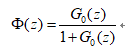 Φ(z) = G₀(z) / 1+G₀(z)